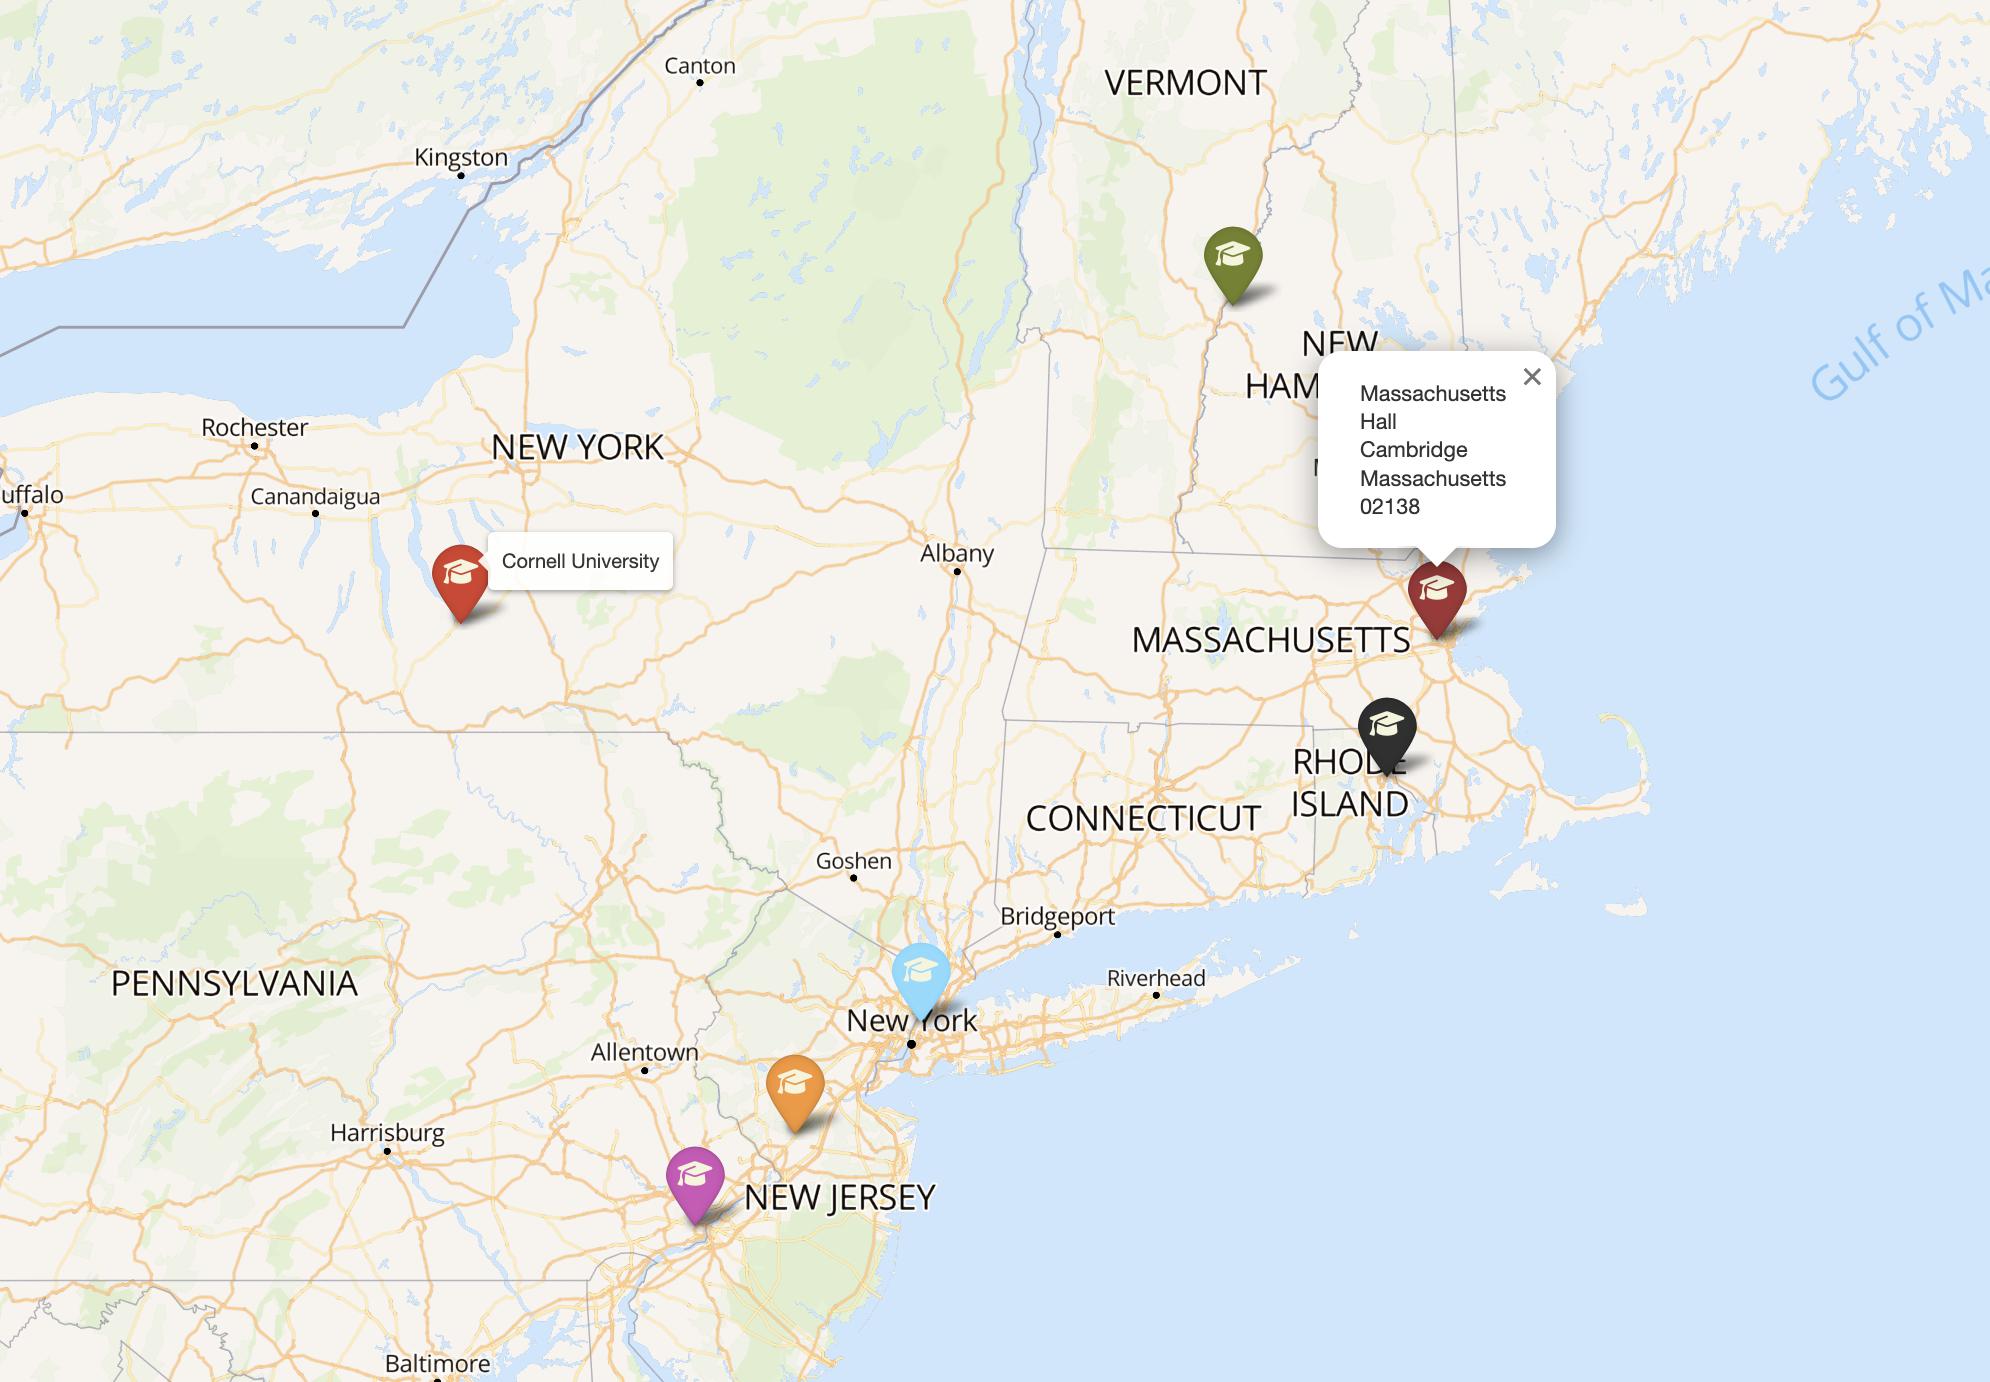 Canton
VERMONT
Kingston
Gulf of Ma
NEW
HAM
Massachusetts
Hall
Cambridge
Massachusetts
02138
Rochester
NEW YORK
Canandaigua
uffalo
Cornell University
Albany
MASSACHUSETTS
RHODE
ISLAND
CONNECTICUT
Goshen
Bridgeport
PENNSYLVANIA
Riverhead
New York
Allentown
Harrisburg
NEW JERSEY
Baltimore